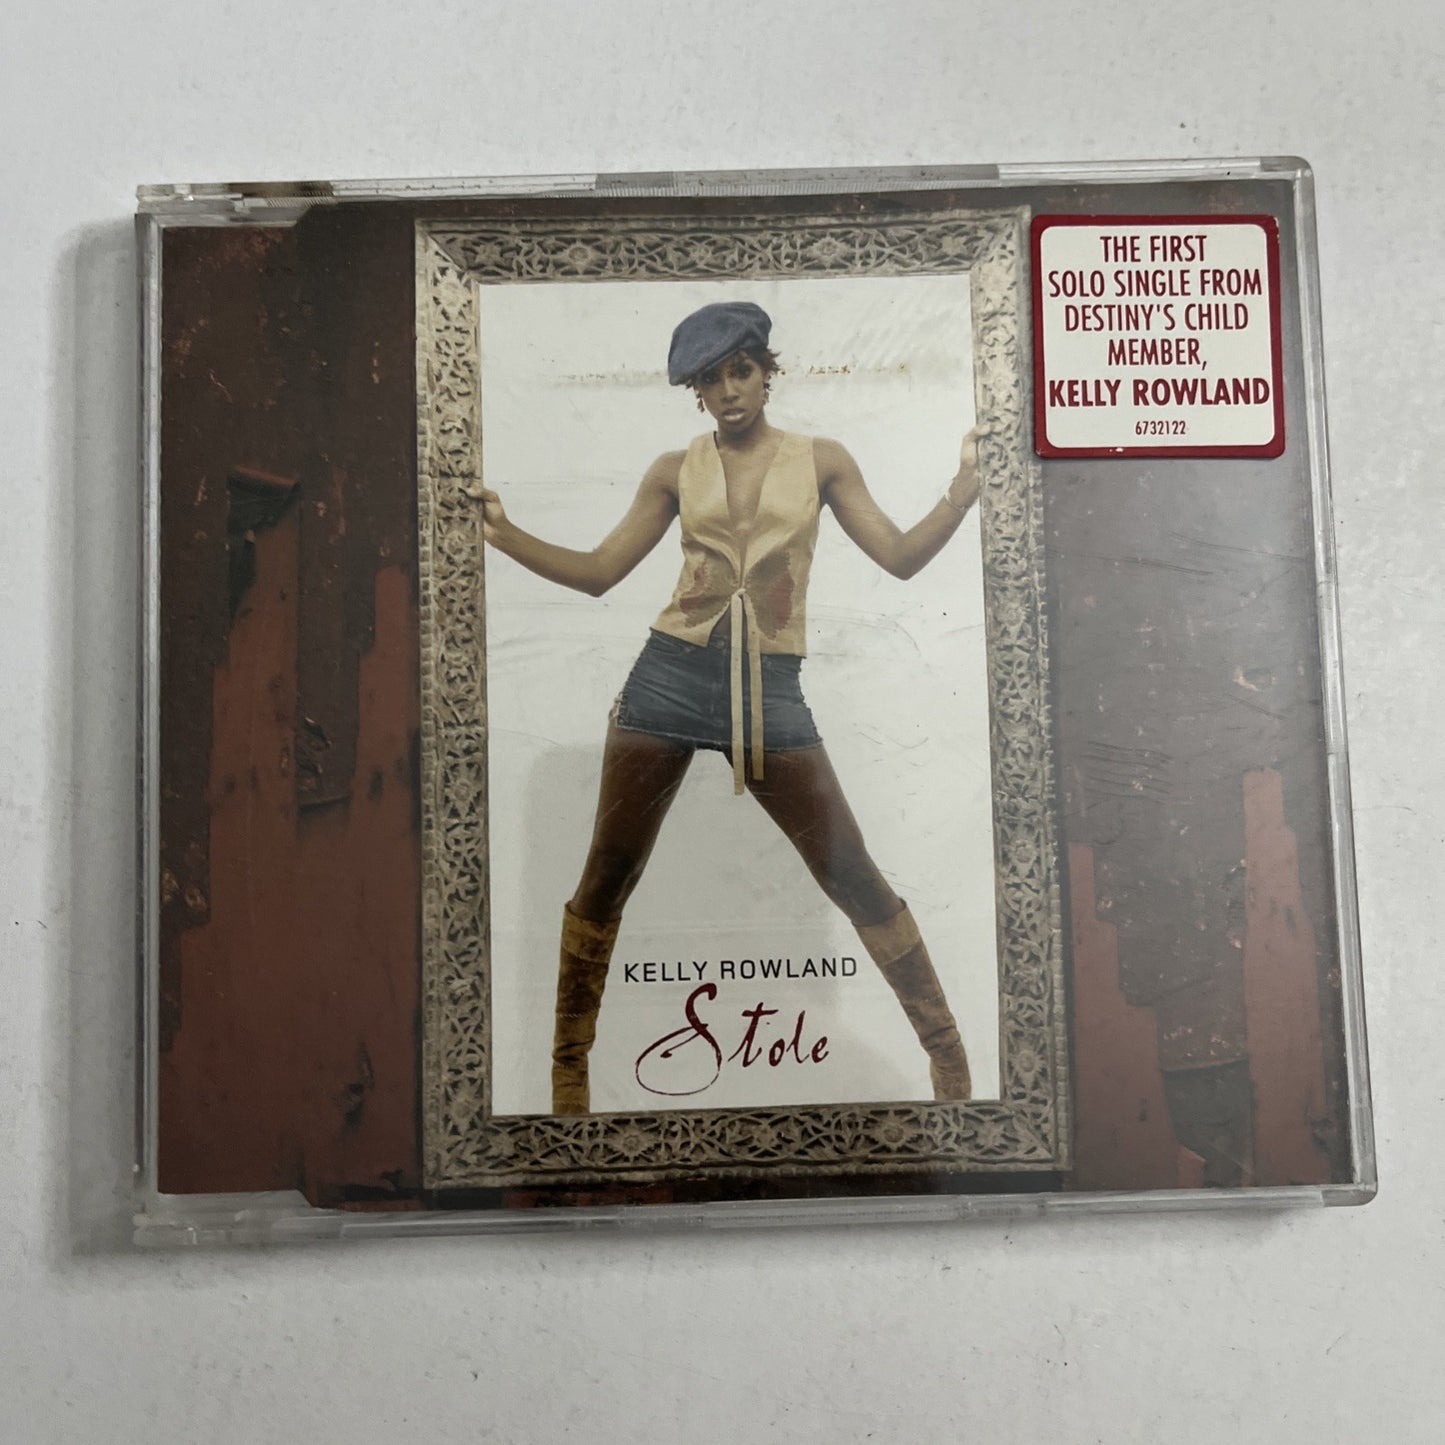 THE FIRST
SOLO SINGLE FROM
DESTINY'S CHILD
MEMBER,
KELLY ROWLAND
6732122
KELLY ROWLAND
Stole